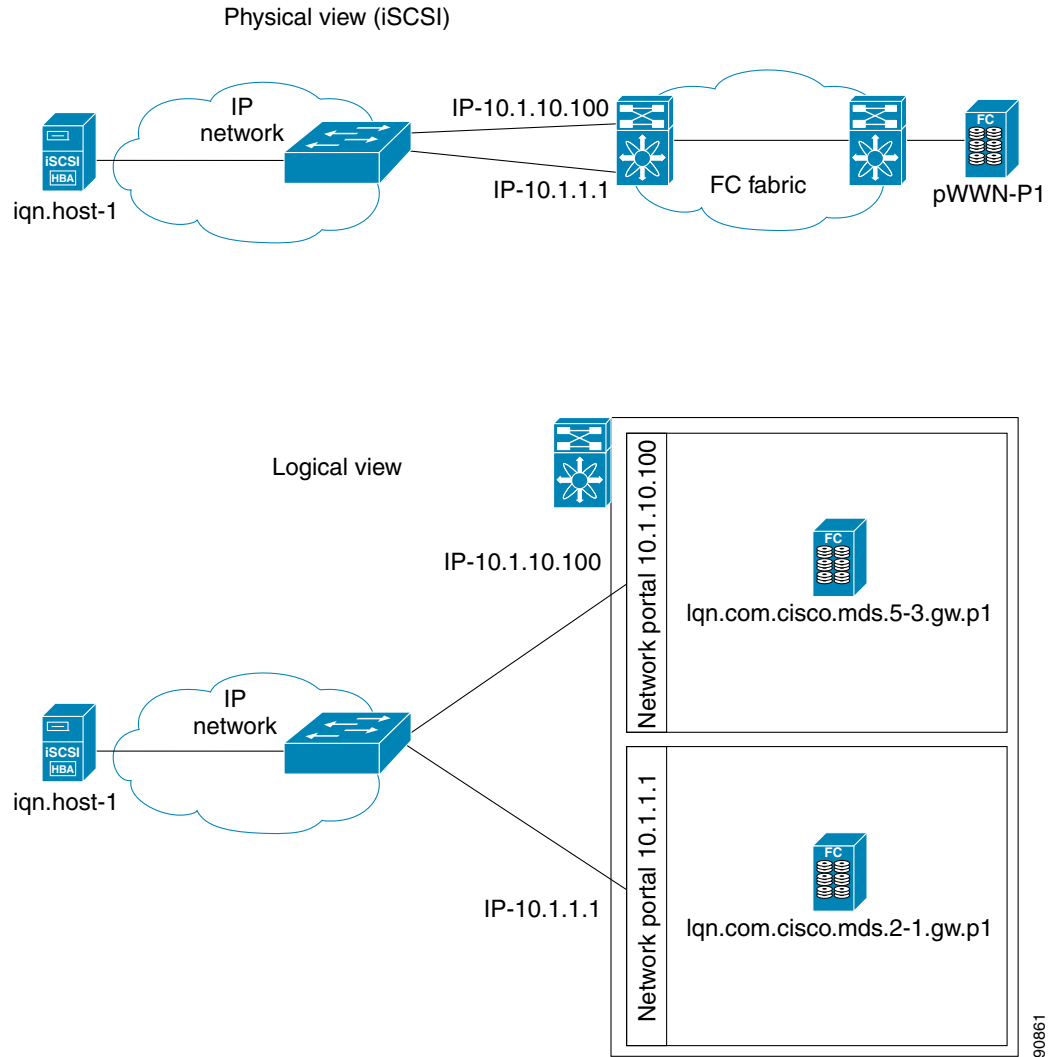 Physical view (iSCSI)
IP
network
IP-10.1.10.100
IP-10.1.1.1
iSCSI
HBA
iqn.host-1
FC fabric
FC
pWWN-P1
Logical view
IP-10.1.10.100
Network portal 10.1.10.100
FC
Iqn.com.cisco.mds.5-3.gw.p1
IP
network
iSCSI
HBA
iqn.host-1
IP-10.1.1.1
Network portal 10.1.1.1
FC
Iqn.com.cisco.mds.2-1.gw.p1
90861